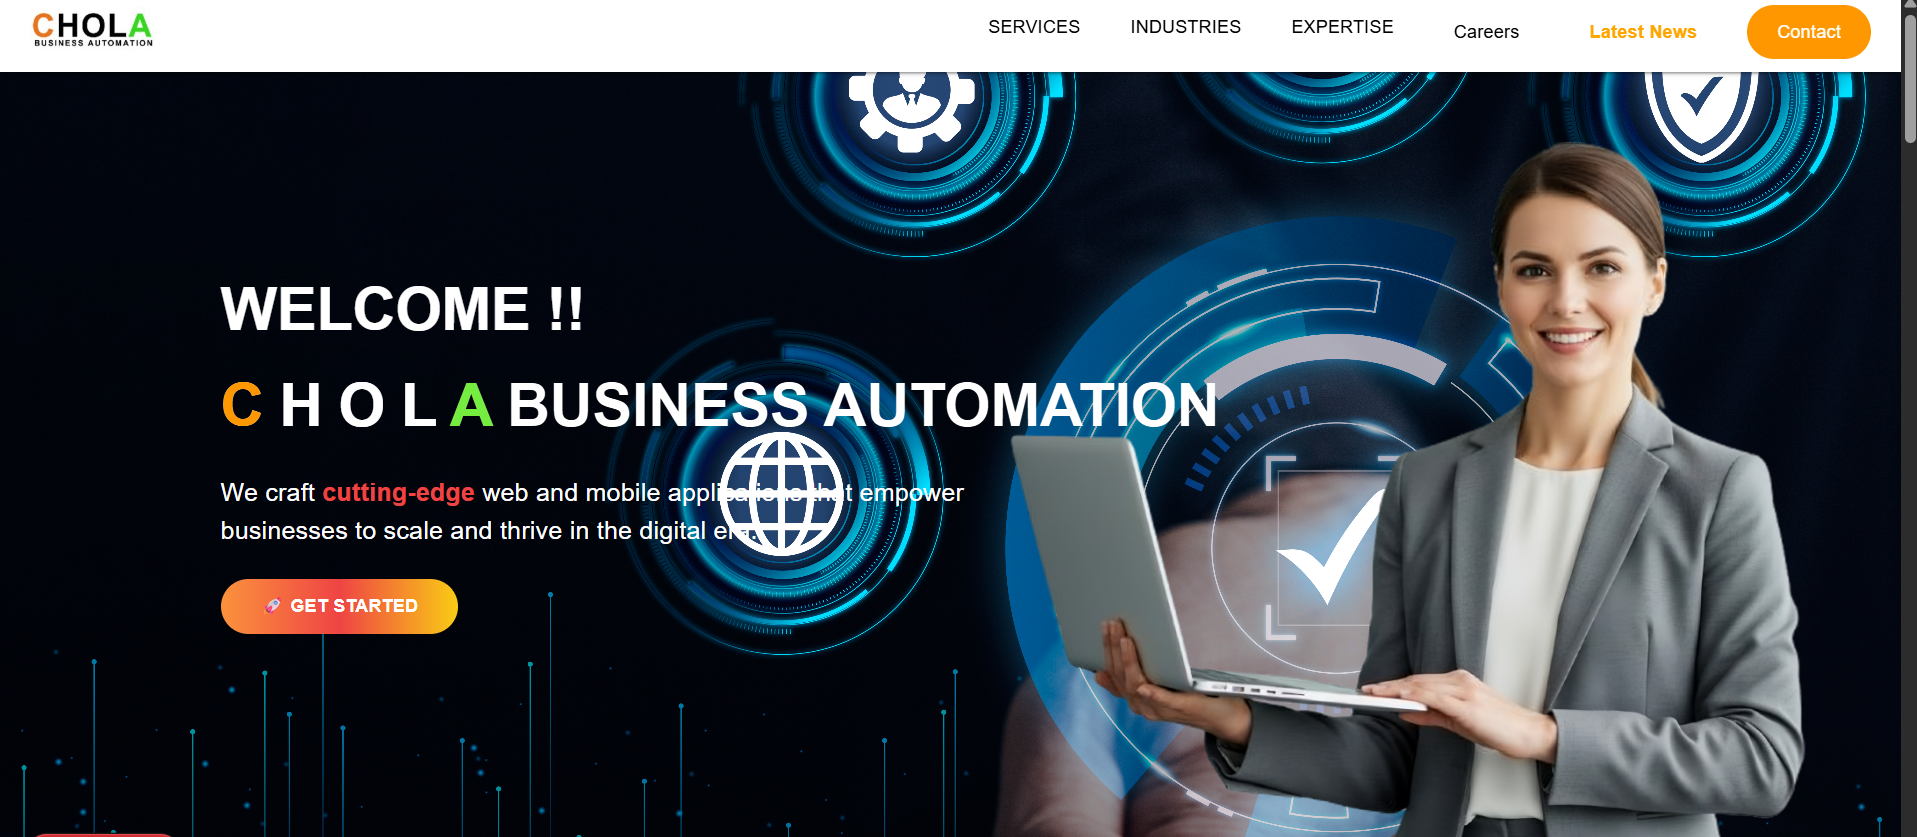 CHOLA
BUSINESS AUTOMATION
SERVICES INDUSTRIES EXPERTISE Careers Latest News Contact
WELCOME !!
C H O L A BUSINESS AUTOMATION
We craft cutting-edge web and mobile applications that empower
businesses to scale and thrive in the digital era.
🚀 GET STARTED